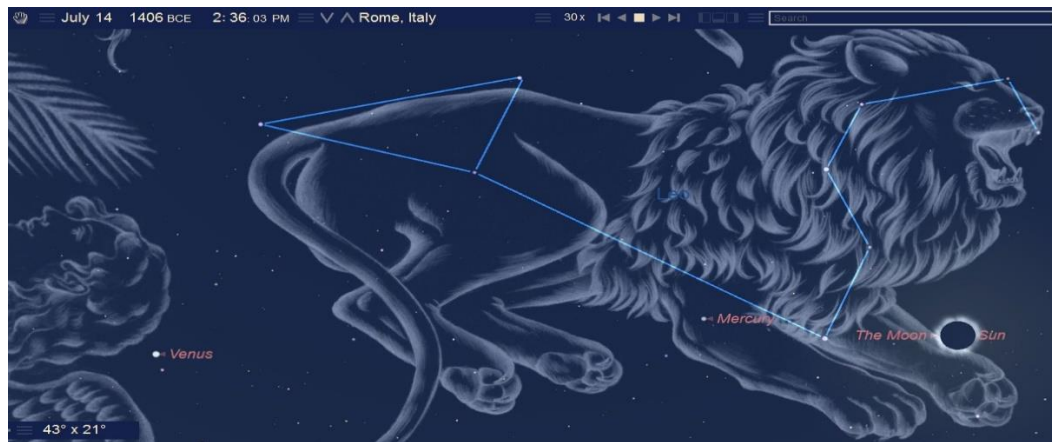 July 14 1406 BCE 2: 36: 03 PM Rome, Italy 30x Search
Leo
Mercury
The Moon Sun
Venus
43° x 21°